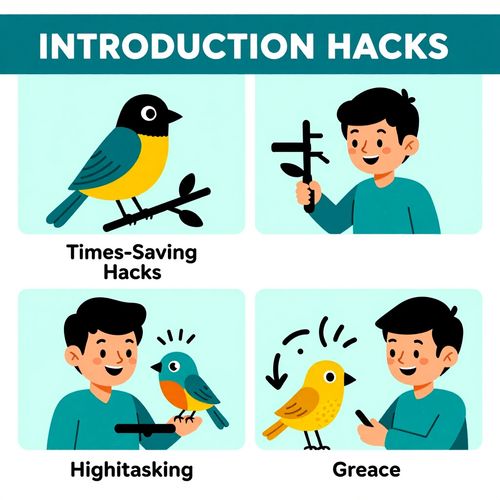 INTRODUCTION HACKS
Times-Saving
Hacks
Highitasking
Greace